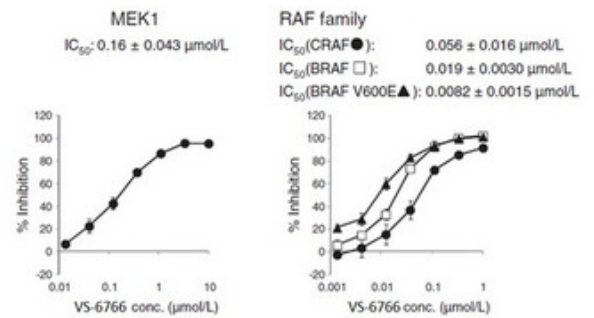 MEK1
IC50: 0.16 ± 0.043 µmol/L
RAF family
IC50(CRAF●): 0.056 ± 0.016 µmol/L
IC50(BRAF □): 0.019 ± 0.0030 µmol/L
IC50(BRAF V600E▲): 0.0082 ± 0.0015 µmol/L
% Inhibition
120
100
80
60
40
20
0
-20
0.01 0.1 1 10
VS-6766 conc. (µmol/L)
% Inhibition
120
100
80
60
40
20
0
-20
0.001 0.01 0.1 1
VS-6766 conc. (µmol/L)